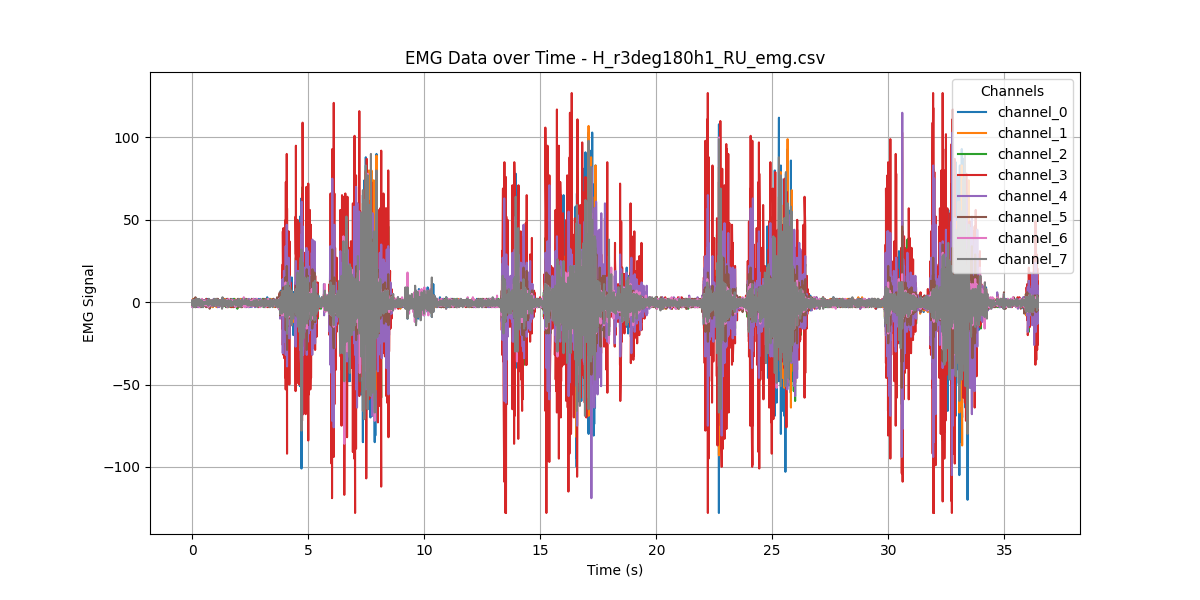 EMG Data over Time - H_r3deg180h1_RU_emg.csv
Channels
channel_0
channel_1
channel_2
channel_3
channel_4
channel_5
channel_6
channel_7
EMG Signal
100
50
0
−50
−100
0 5 10 15 20 25 30 35
Time (s)